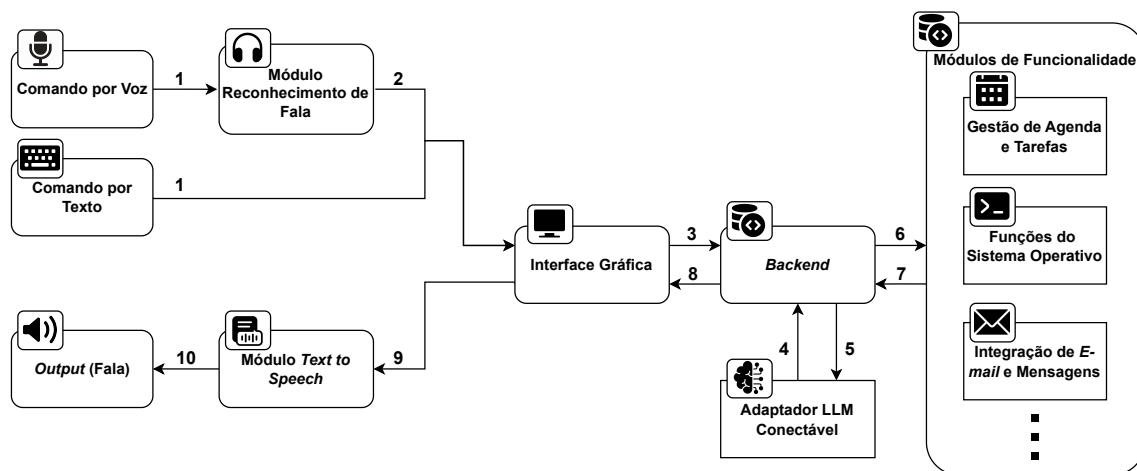 Comando por Voz
1
Módulo
Reconhecimento de
Fala
2
Comando por
Texto
1
Interface Gráfica
3
8
Backend
6
7
4
5
Adaptador LLM
Conectável
Módulos de Funcionalidade
Gestão de Agenda
e Tarefas
Funções do
Sistema Operativo
Integração de E-
mail e Mensagens
9
Módulo Text to
Speech
10
Output (Fala)